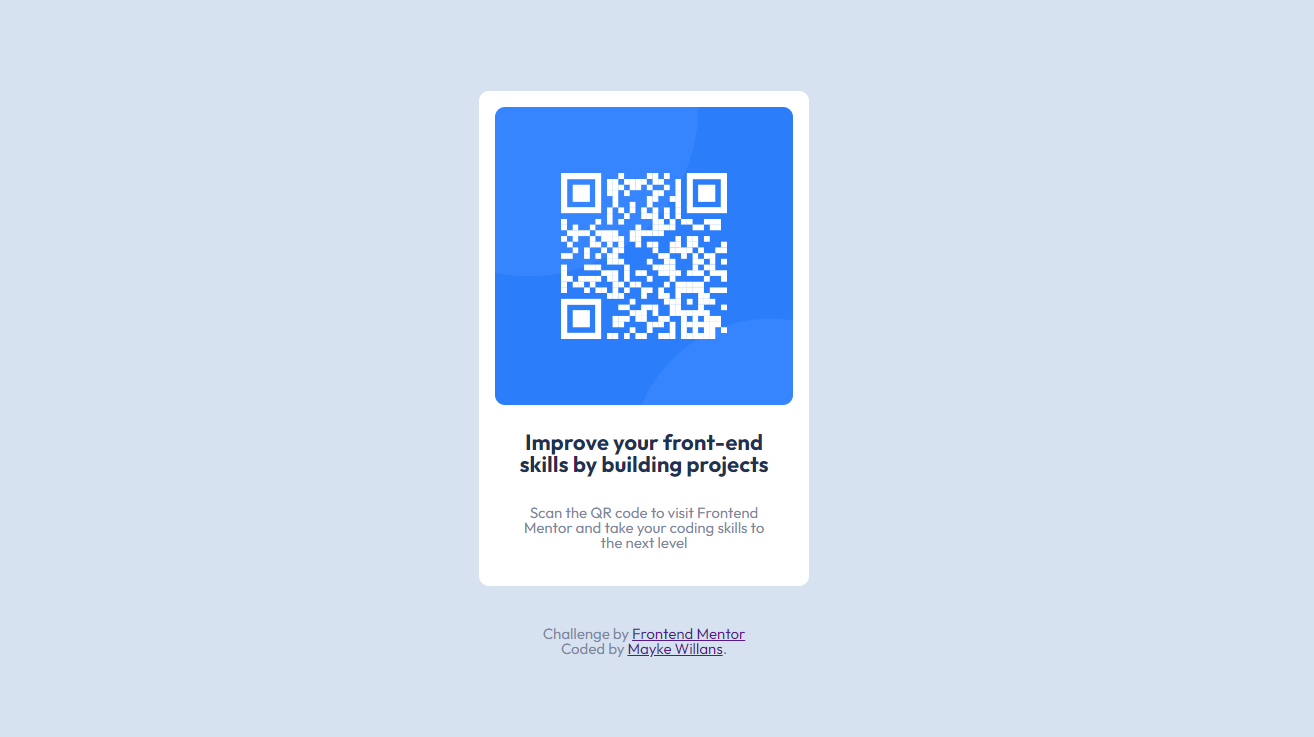 Improve your front-end
skills by building projects
Scan the QR code to visit Frontend
Mentor and take your coding skills to
the next level
Challenge by Frontend Mentor
Coded by Mayke Willans.